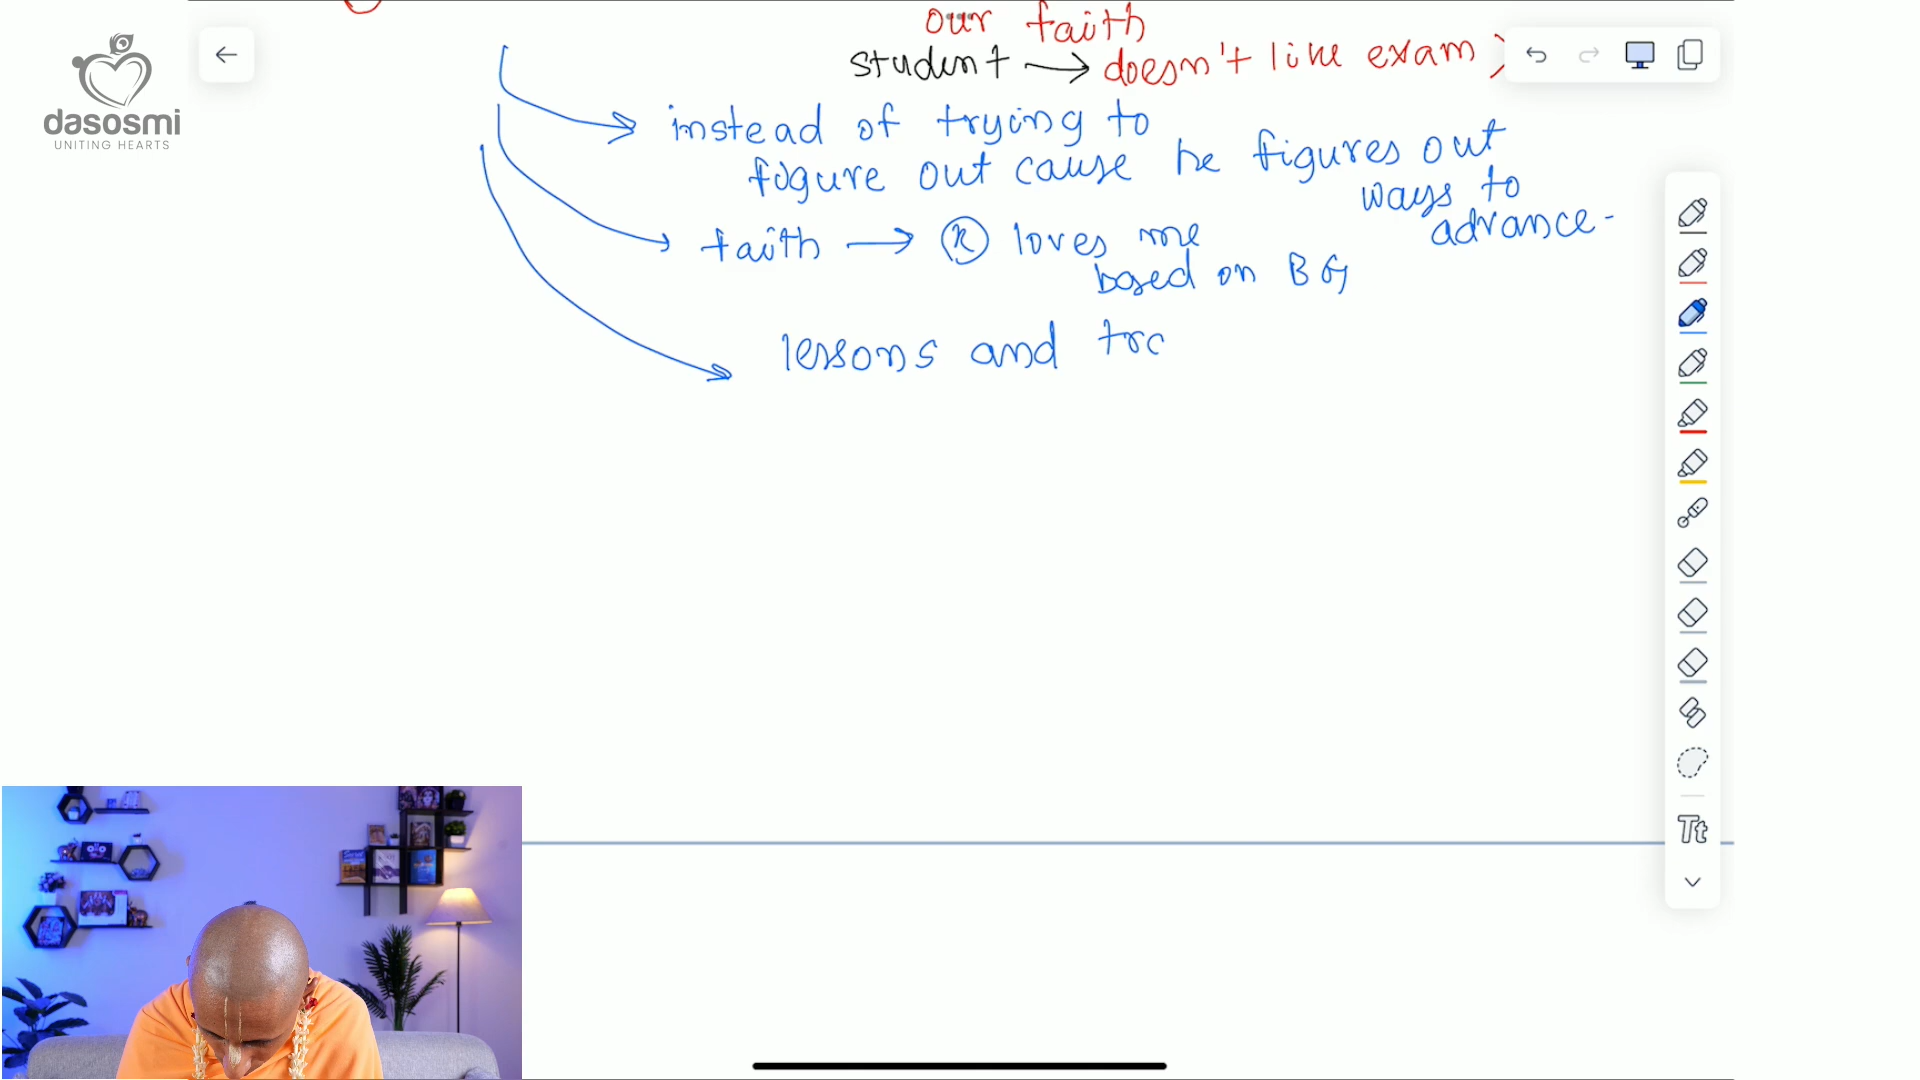 our faith
student → doesn't like exam
instead of trying to
figure out cause he figures out
ways to
advance -
faith → K loves me
based on BG
lessons and tra
dasosmi
UNITING HEARTS
Tt